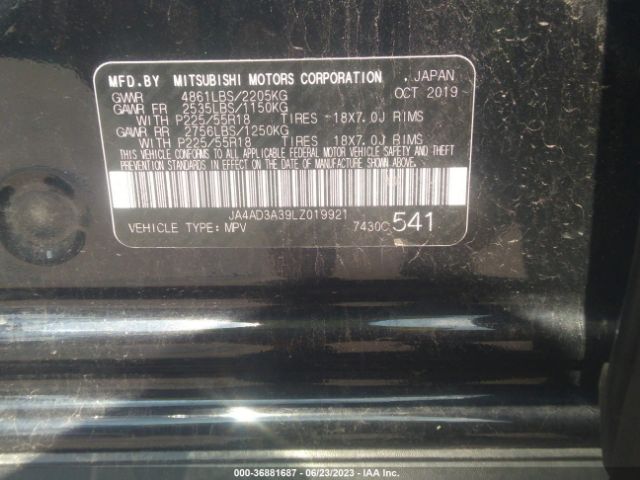 MFD.BY MITSUBISHI MOTORS CORPORATION , JAPAN
GVWR 4861LBS/2205KG OCT 2019
GAWR FR 2535LBS/1150KG
WITH P225/55R18 TIRES -18X7.0J RIMS
GAWR RR 2756LBS/1250KG
WITH P225/55R18 TIRES 18X7.0J RIMS
THIS VEHICLE CONFORMS TO ALL APPLICABLE FEDERAL MOTOR VEHICLE SAFETY AND THEFT
PREVENTION STANDARDS IN EFFECT ON THE DATE OF MANUFACTURE SHOWN ABOVE.
JA4AD3A39LZ019921
VEHICLE TYPE: MPV 7430C 541
000-36881687 - 06/23/2023 - IAA Inc.